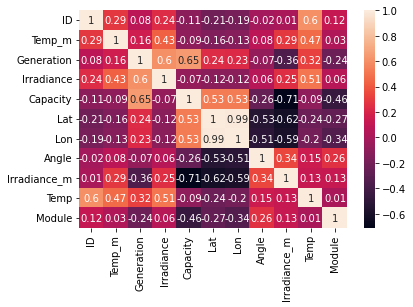 ID 1 0.29 0.08 0.24 -0.11 -0.21 -0.19 -0.02 0.01 0.6 0.12
Temp_m 0.29 1 0.16 0.43 -0.09 -0.16 -0.13 0.08 0.29 0.47 0.03
Generation 0.08 0.16 1 0.6 0.65 0.24 0.23 -0.07 -0.36 0.32 -0.24
Irradiance 0.24 0.43 0.6 1 -0.07 -0.12 -0.12 0.06 0.25 0.51 0.06
Capacity -0.11 -0.09 0.65 -0.07 1 0.53 0.53 -0.26 -0.71 -0.09 -0.46
Lat -0.21 -0.16 0.24 -0.12 0.53 1 0.99 -0.53 -0.62 -0.24 -0.27
Lon -0.19 -0.13 0.23 -0.12 0.53 0.99 1 -0.51 -0.59 -0.2 -0.34
Angle -0.02 0.08 -0.07 0.06 -0.26 -0.53 -0.51 1 0.34 0.15 0.26
Irradiance_m 0.01 0.29 -0.36 0.25 -0.71 -0.62 -0.59 0.34 1 0.13 0.13
Temp 0.6 0.47 0.32 0.51 -0.09 -0.24 -0.2 0.15 0.13 1 0.01
Module 0.12 0.03 -0.24 0.06 -0.46 -0.27 -0.34 0.26 0.13 0.01 1
ID Temp_m Generation Irradiance Capacity Lat Lon Angle Irradiance_m Temp Module
1.0
0.8
0.6
0.4
0.2
0.0
-0.2
-0.4
-0.6